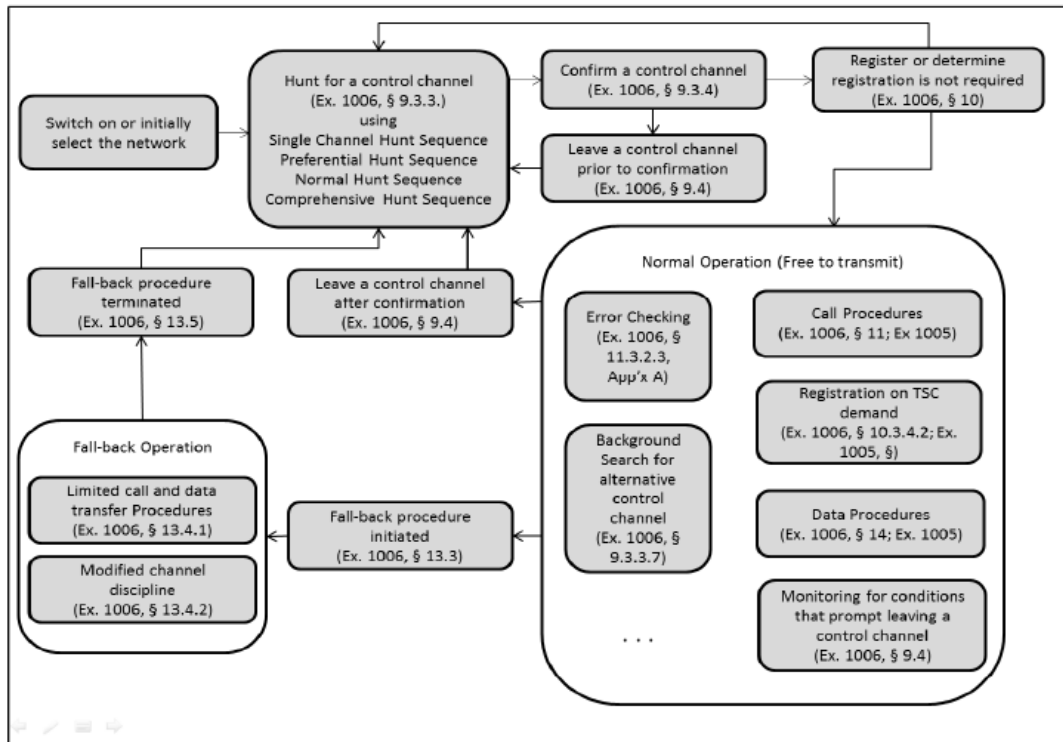 Switch on or initially
select the network
Hunt for a control channel
(Ex. 1006, § 9.3.3.)
using
Single Channel Hunt Sequence
Preferential Hunt Sequence
Normal Hunt Sequence
Comprehensive Hunt Sequence
Confirm a control channel
(Ex. 1006, § 9.3.4)
Register or determine
registration is not required
(Ex. 1006, § 10)
Leave a control channel
prior to confirmation
(Ex. 1006, § 9.4)
Fall-back procedure
terminated
(Ex. 1006, § 13.5)
Leave a control channel
after confirmation
(Ex. 1006, § 9.4)
Normal Operation (Free to transmit)
Error Checking
(Ex. 1006, §
11.3.2.3,
Aμμ'x A)
Call Procedures
(Ex. 1006, § 11; Ex 1005)
Registration on TSC
demand
(Ex. 1006, § 10.3.4.2; Ex.
1005, §)
Background
Search for
alternative
control
channel
(Ex. 1006, §
9.3.3.7)
Data Procedures
(Ex. 1006, § 14; Ex. 1005)
Monitoring for conditions
that prompt leaving a
control channel
(Ex. 1006, § 9.4)
. . .
Fall-back procedure
initiated
(Ex. 1006, § 13.3)
Fall-back Operation
Limited call and data
transfer Procedures
(Ex. 1006, § 13.4.1)
Modified channel
discipline
(Ex. 1006, § 13.4.2)